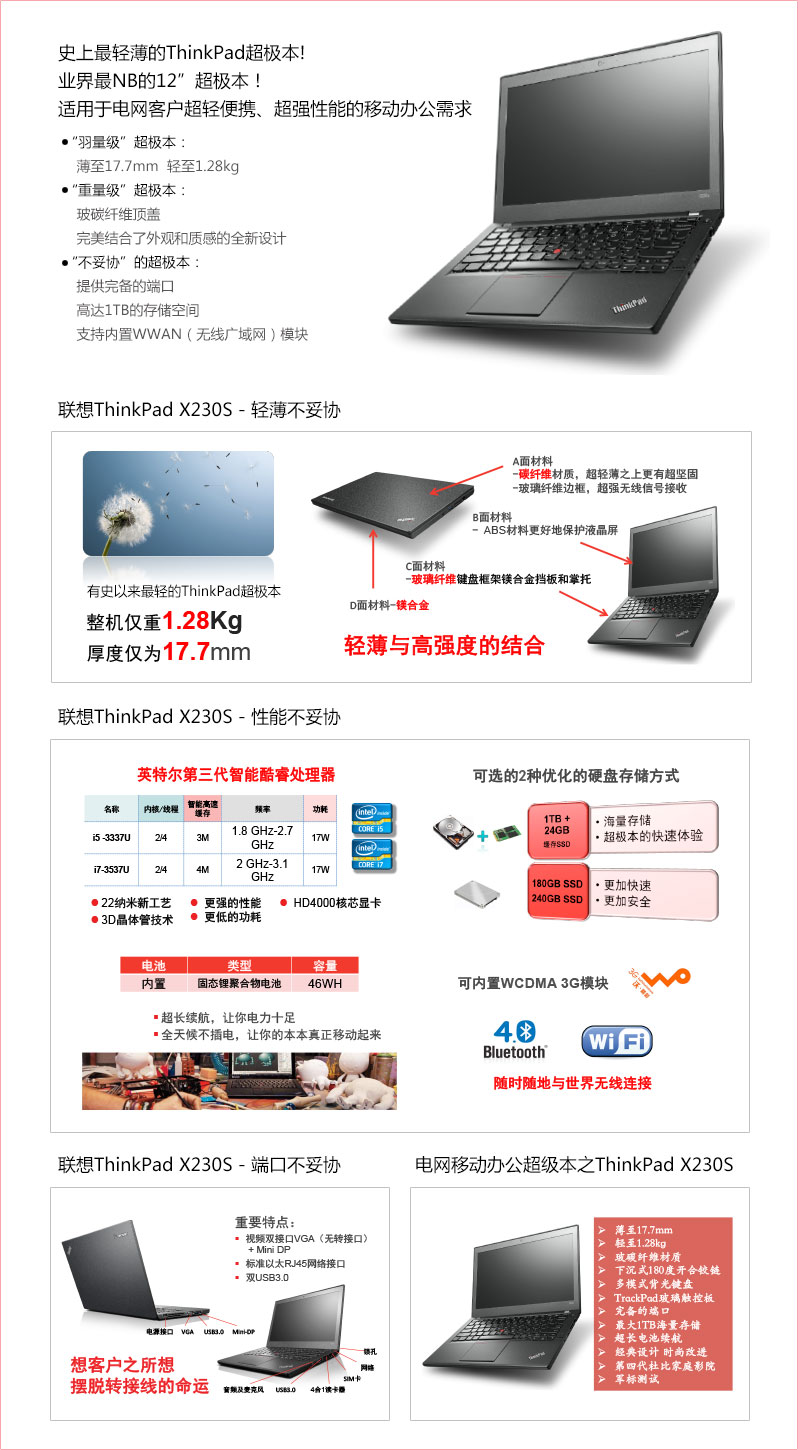 史上最轻薄的ThinkPad超极本!
业界最NB的12”超极本！
适用于电网客户超轻便携、超强性能的移动办公需求
●“羽量级”超极本：
薄至17.7mm 轻至1.28kg
●“重量级”超极本：
玻碳纤维顶盖
完美结合了外观和质感的全新设计
●“不妥协”的超极本：
提供完备的端口
高达1TB的存储空间
支持内置WWAN（无线广域网）模块
ThinkPad
联想ThinkPad X230S - 轻薄不妥协
A面材料
-碳纤维材质，超轻薄之上更有超坚固
-玻璃纤维边框，超强无线信号接收
B面材料
- ABS材料更好地保护液晶屏
C面材料
-玻璃纤维键盘框架镁合金挡板和掌托
D面材料-镁合金
有史以来最轻的ThinkPad超极本
整机仅重1.28Kg
厚度仅为17.7mm
轻薄与高强度的结合
联想ThinkPad X230S - 性能不妥协
英特尔第三代智能酷睿处理器
名称 内核/线程 智能高速缓存 频率 功耗
i5 -3337U 2/4 3M 1.8 GHz-2.7 GHz 17W
i7-3537U 2/4 4M 2 GHz-3.1 GHz 17W
intel inside CORE i5
intel inside CORE i7
● 22纳米新工艺 ● 更强的性能 ● HD4000核芯显卡
● 3D晶体管技术 ● 更低的功耗
可选的2种优化的硬盘存储方式
1TB +
24GB
缓存SSD
• 海量存储
• 超极本的快速体验
180GB SSD
240GB SSD
• 更加快速
• 更加安全
电池 类型 容量
内置 固态锂聚合物电池 46WH
▪ 超长续航，让你电力十足
▪ 全天候不插电，让你的本本真正移动起来
可内置WCDMA 3G模块
4.0
Bluetooth
Wi Fi
随时随地与世界无线连接
联想ThinkPad X230S - 端口不妥协
重要特点：
▪ 视频双接口VGA（无转接口）
+ Mini DP
▪ 标准以太RJ45网络接口
▪ 双USB3.0
电源接口 VGA USB3.0 Mini-DP
锁孔
网络
SIM卡
音频及麦克风 USB3.0 4合1读卡器
想客户之所想
摆脱转接线的命运
电网移动办公超级本之ThinkPad X230S
➢ 薄至17.7mm
➢ 轻至1.28kg
➢ 玻碳纤维材质
➢ 下沉式180度开合铰链
➢ 多模式背光键盘
➢ TrackPad玻璃触控板
➢ 完备的端口
➢ 最大1TB海量存储
➢ 超长电池续航
➢ 经典设计 时尚改进
➢ 第四代杜比家庭影院
➢ 军标测试